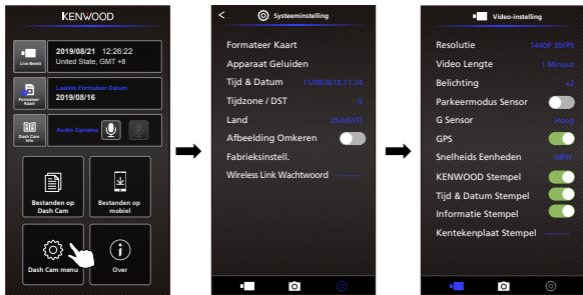 KENWOOD
2019/08/21 12:26:22
United State, GMT +8
Live Beeld
Laatste Formateer Datum
2019/08/16
Formateer
Kaart
Audio Opname
Dash Cam
Info
Bestanden op
Dash Cam
Bestanden op
mobiel
Dash Cam menu
Over
< Systeeminstelling
Formateer Kaart
Apparaat Geluiden
Tijd & Datum 11/08/2018,11:24
Tijdzone / DST -5
Land USA(EST)
Afbeelding Omkeren
Fabrieksinstell.
Wireless Link Wachtwoord --------
Video-instelling
Resolutie 1440P 30FPS
Video Lengte 1 Minuut
Belichting +2
Parkeermodus Sensor
G Sensor Hoog
GPS
Snelheids Eenheden MPH
KENWOOD Stempel
Tijd & Datum Stempel
Informatie Stempel
Kentekenplaat Stempel --------